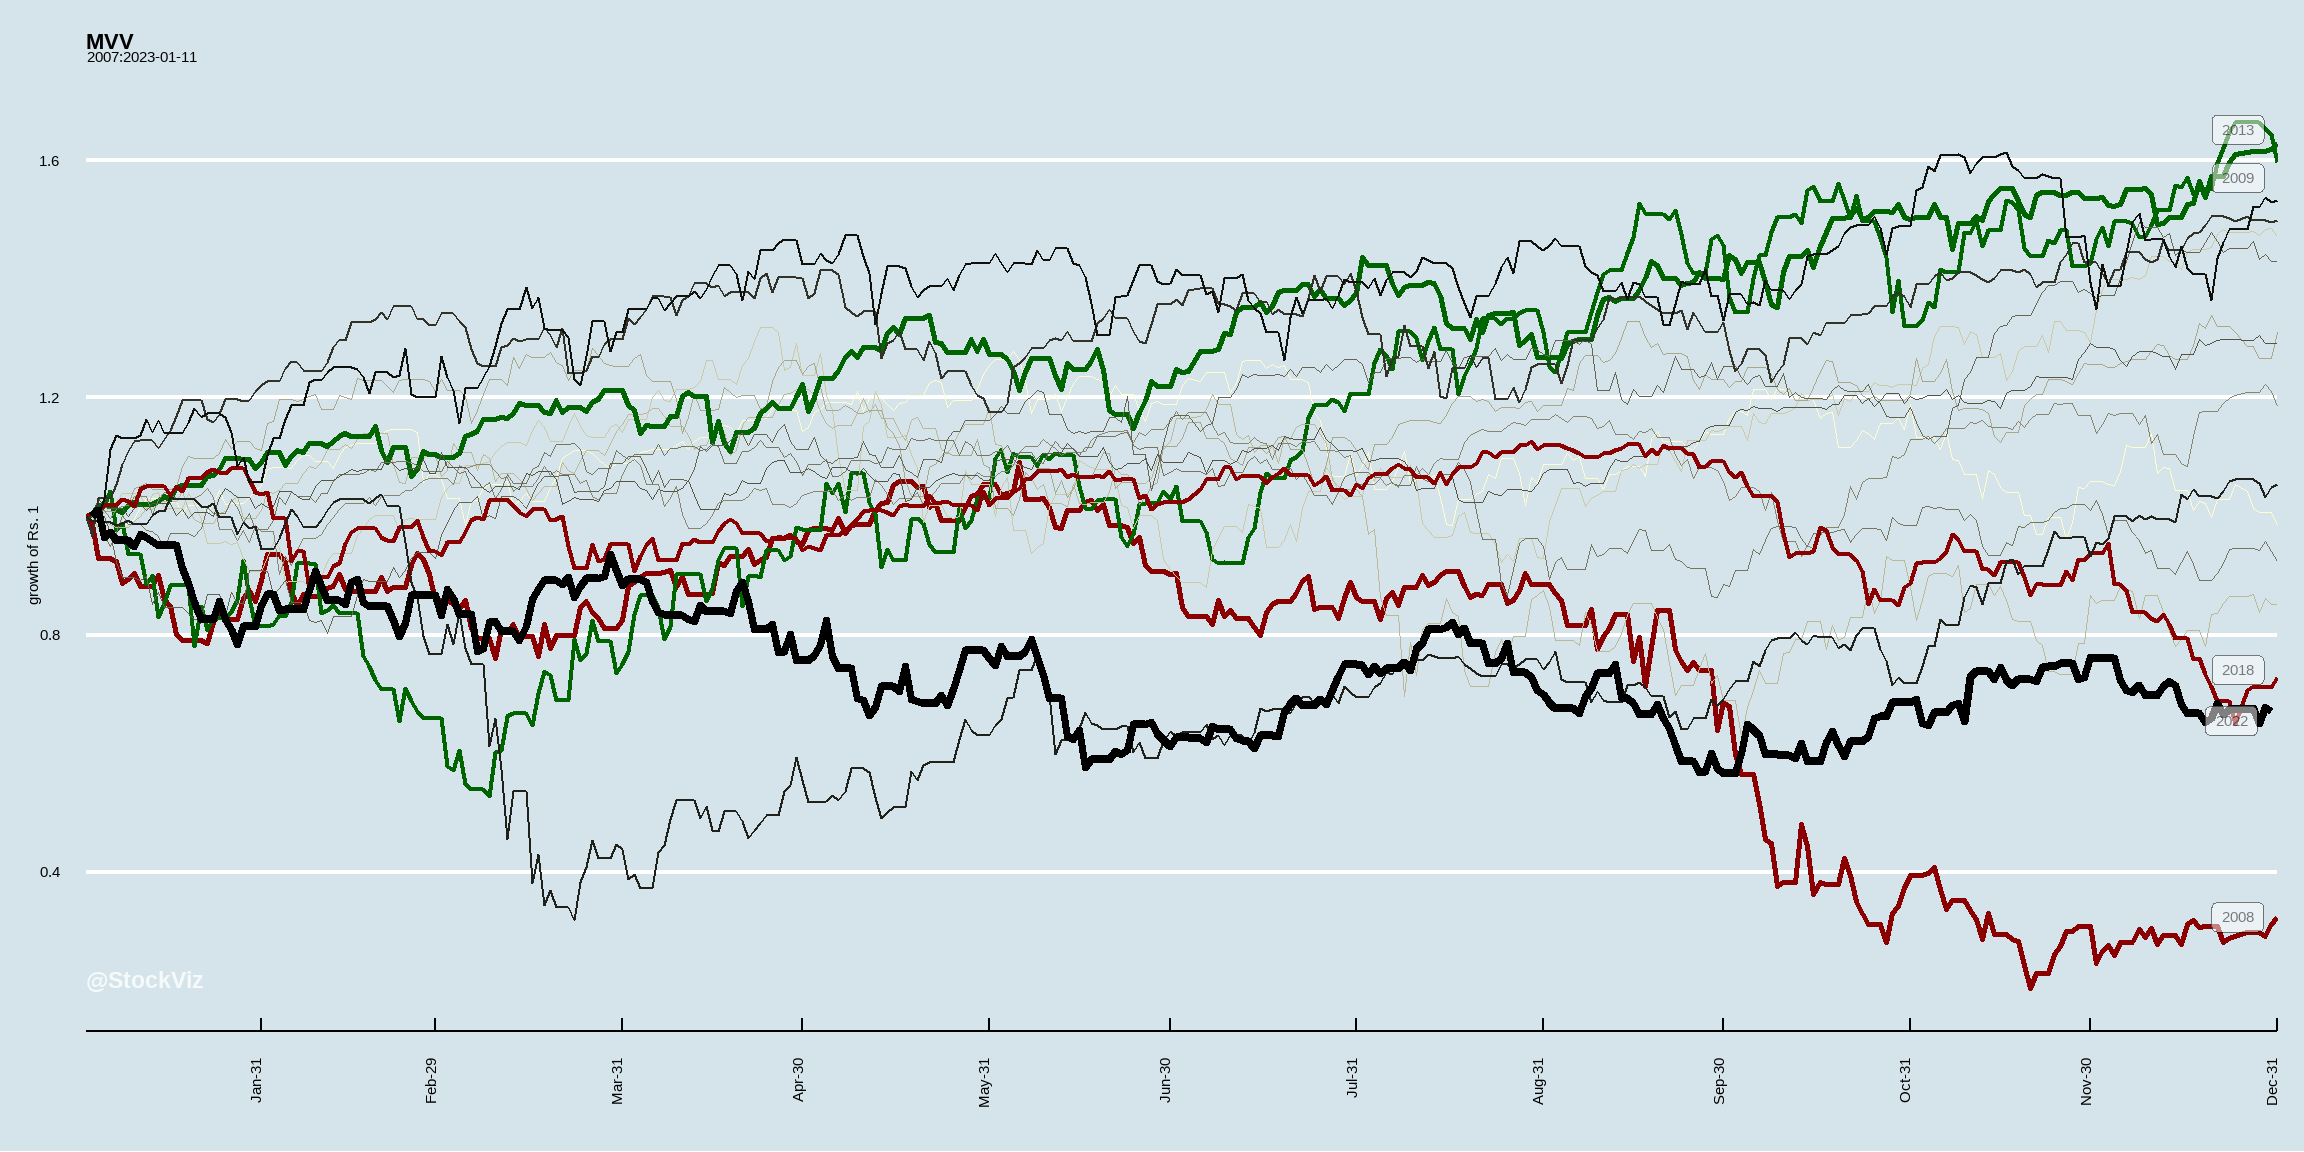 MVV
2007:2023-01-11
2013
1.6
2009
1.2
growth of Rs. 1
0.8
2018
2022
0.4
2008
@StockViz
Jan-31
Feb-29
Mar-31
Apr-30
May-31
Jun-30
Jul-31
Aug-31
Sep-30
Oct-31
Nov-30
Dec-31